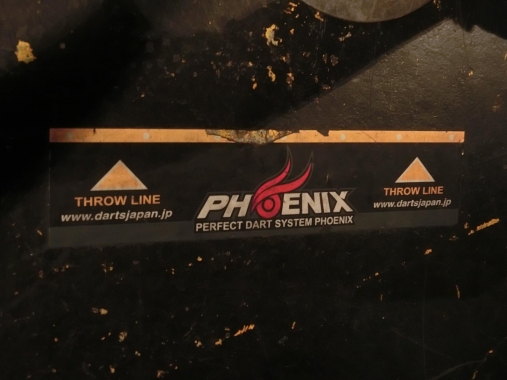 THROW LINE
www.dartsjapan.jp
PHOENIX
PERFECT DART SYSTEM PHOENIX
THROW LINE
www.dartsjapan.jp